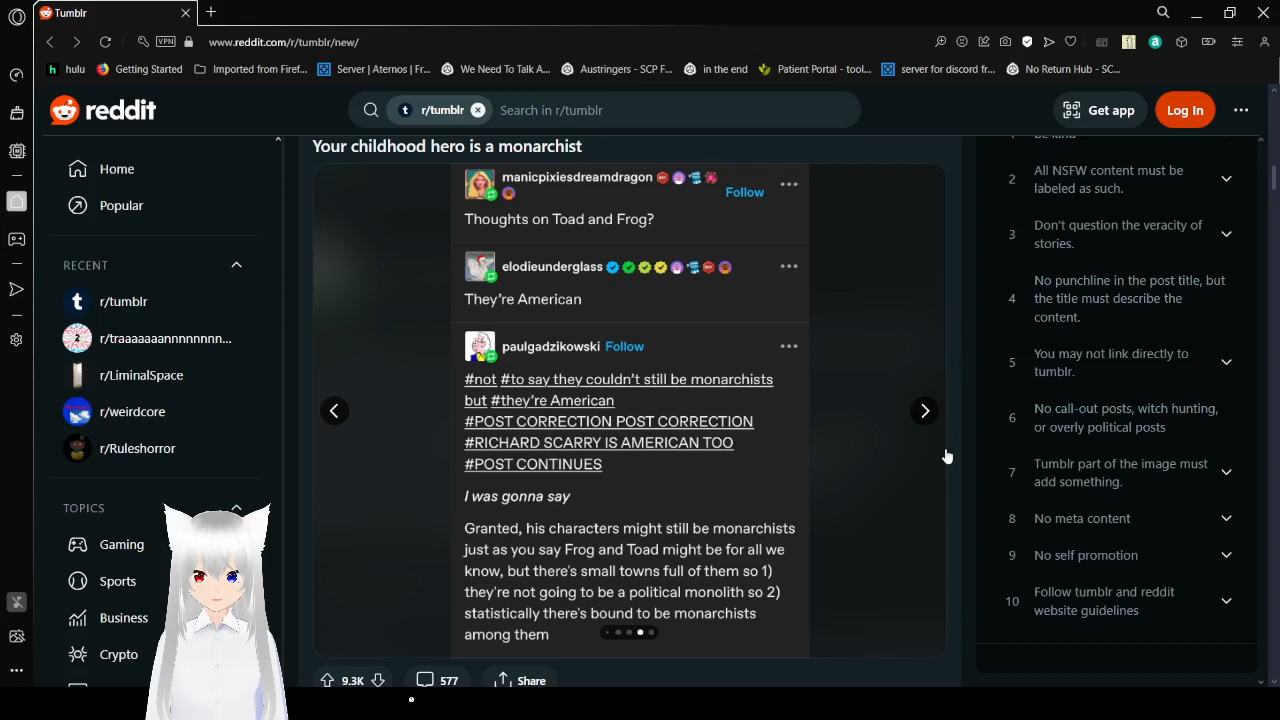 Tumblr
VPN
www.reddit.com/r/tumblr/new/
hulu
Getting Started
Imported from Firef...
Server | Aternos | Fr...
We Need To Talk A...
Austringers - SCP F...
in the end
Patient Portal - tool...
server for discord fr...
No Return Hub - SC...
reddit
r/tumblr
Search in r/tumblr
Get app
Log In
Home
Popular
RECENT
r/tumblr
r/traaaaaaannnnnnnn...
r/LiminalSpace
r/weirdcore
r/Ruleshorror
TOPICS
Gaming
Sports
Business
Crypto
Your childhood hero is a monarchist
manicpixiesdreamdragon
Follow
Thoughts on Toad and Frog?
elodieunderglass
They're American
paulgadzikowski Follow
#not #to say they couldn't still be monarchists
but #they're American
#POST CORRECTION POST CORRECTION
#RICHARD SCARRY IS AMERICAN TOO
#POST CONTINUES
I was gonna say
Granted, his characters might still be monarchists
just as you say Frog and Toad might be for all we
know, but there's small towns full of them so 1)
they're not going to be a political monolith so 2)
statistically there's bound to be monarchists
among them
9.3K
577
Share
1 Be kind
2 All NSFW content must be
labeled as such.
3 Don't question the veracity of
stories.
4 No punchline in the post title, but
the title must describe the
content.
5 You may not link directly to
tumblr.
6 No call-out posts, witch hunting,
or overly political posts
7 Tumblr part of the image must
add something.
8 No meta content
9 No self promotion
10 Follow tumblr and reddit
website guidelines